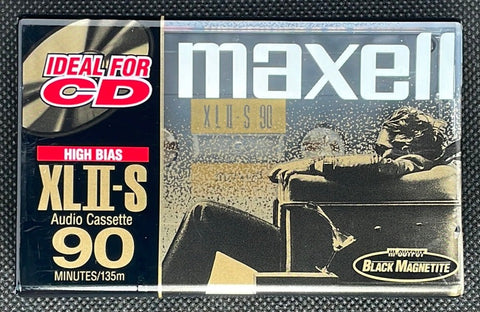 IDEAL FOR
CD
maxell
XLII-S 90
HIGH BIAS
XLII-S
Audio Cassette
90
MINUTES/135m
HI-OUTPUT
BLACK MAGNETITE